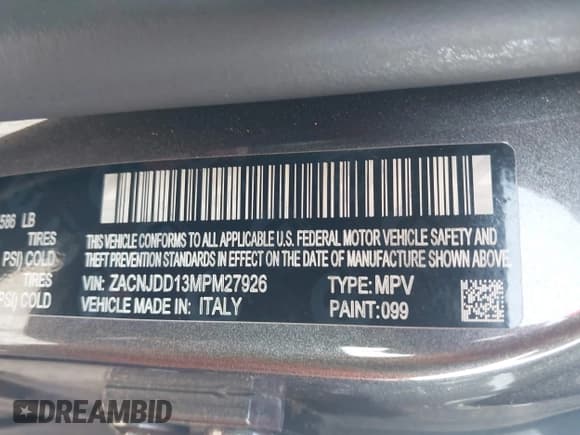 586 LB
TIRES
PSI) COLD
TIRES
PSI) COLD
THIS VEHICLE CONFORMS TO ALL APPLICABLE U.S. FEDERAL MOTOR VEHICLE SAFETY AND
THEFT PREVENTION STANDARDS IN EFFECT ON THE DATE OF MANUFACTURE SHOWN ABOVE.
VIN: ZACNJDD13MPM27926 TYPE: MPV
VEHICLE MADE IN: ITALY PAINT: 099
DREAMBID